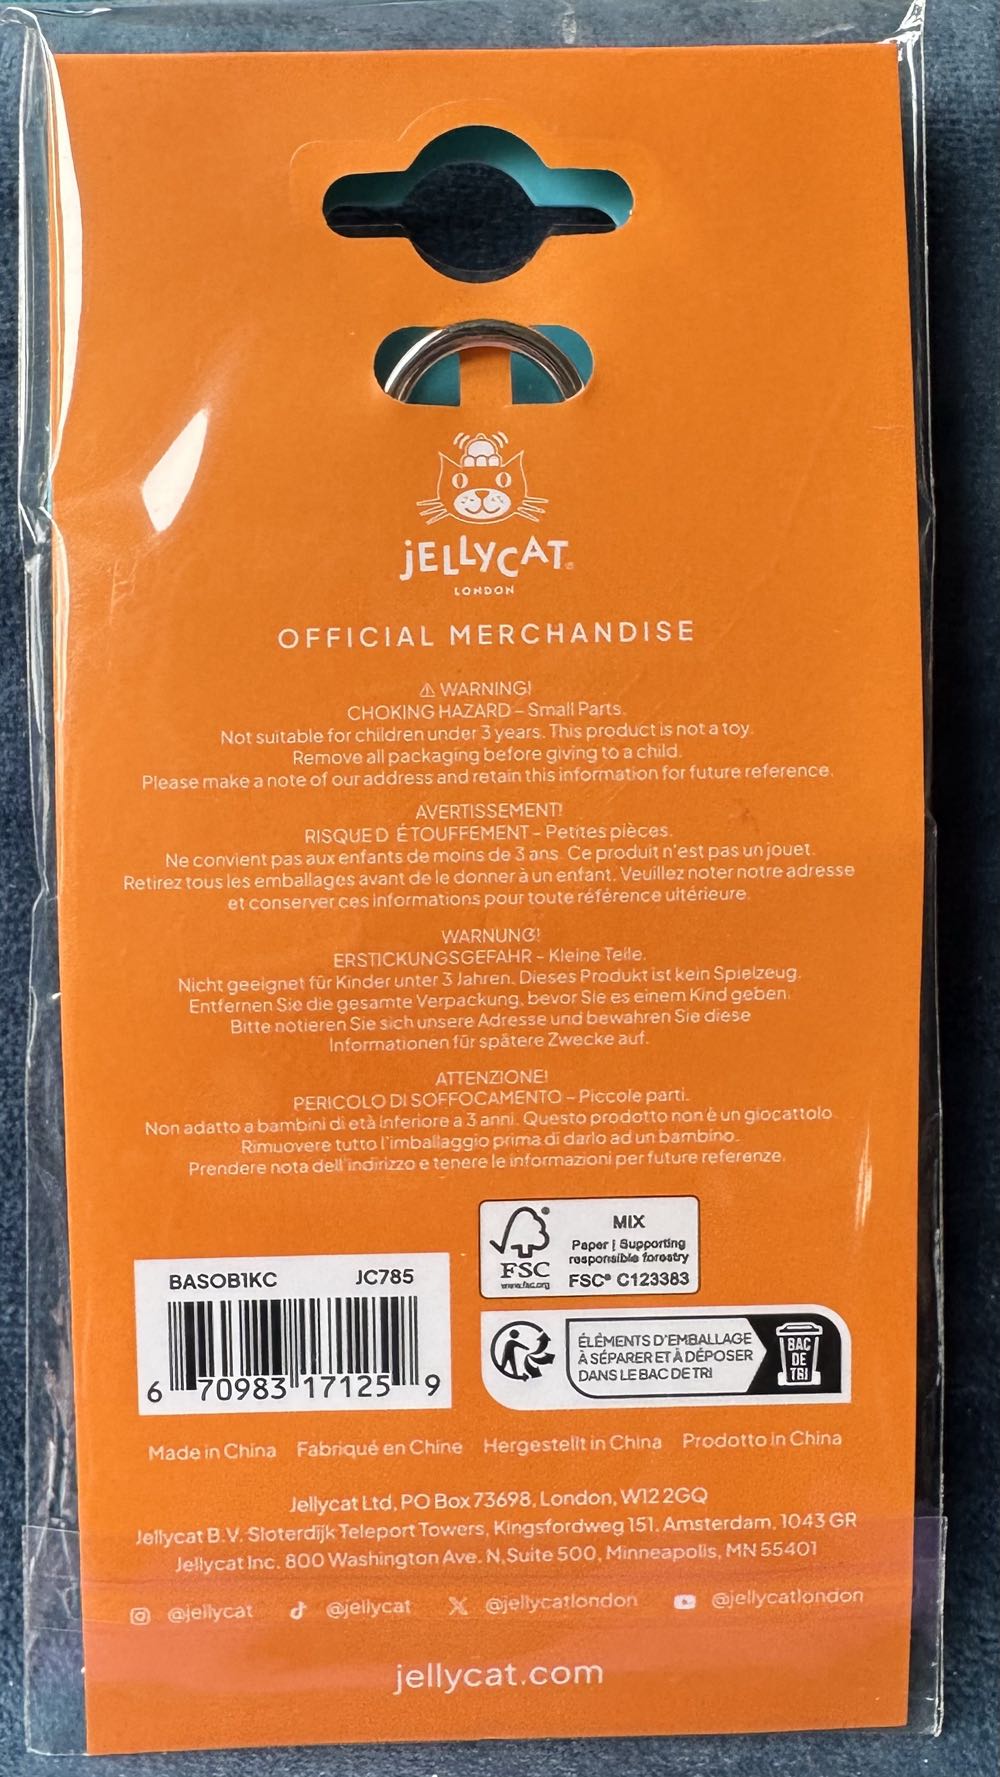 jELLYCAT®
LONDON
OFFICIAL MERCHANDISE
⚠ WARNING!
CHOKING HAZARD – Small Parts.
Not suitable for children under 3 years. This product is not a toy.
Remove all packaging before giving to a child.
Please make a note of our address and retain this information for future reference.
AVERTISSEMENT!
RISQUE D ÉTOUFFEMENT – Petites pièces.
Ne convient pas aux enfants de moins de 3 ans. Ce produit n'est pas un jouet.
Retirez tous les emballages avant de le donner à un enfant. Veuillez noter notre adresse
et conserver ces informations pour toute référence ultérieure.
WARNUNG!
ERSTICKUNGSGEFAHR – Kleine Teile.
Nicht geeignet für Kinder unter 3 Jahren. Dieses Produkt ist kein Spielzeug.
Entfernen Sie die gesamte Verpackung, bevor Sie es einem Kind geben.
Bitte notieren Sie sich unsere Adresse und bewahren Sie diese
Informationen für spätere Zwecke auf.
ATTENZIONE!
PERICOLO DI SOFFOCAMENTO – Piccole parti.
Non adatto a bambini di età inferiore a 3 anni. Questo prodotto non è un giocattolo.
Rimuovere tutto l'imballaggio prima di darlo ad un bambino.
Prendere nota dell'indirizzo e tenere le informazioni per future referenze.
FSC
www.fsc.org
MIX
Paper | Supporting
responsible forestry
FSC® C123383
BASOB1KC JC785
6 70983 17125 9
ÉLÉMENTS D'EMBALLAGE
À SÉPARER ET À DÉPOSER
DANS LE BAC DE TRI
BAC
DE
TRI
Made in China Fabriqué en Chine Hergestellt in China Prodotto in China
Jellycat Ltd, PO Box 73698, London, W12 2GQ
Jellycat B.V. Sloterdijk Teleport Towers, Kingsfordweg 151, Amsterdam, 1043 GR
Jellycat Inc. 800 Washington Ave. N, Suite 500, Minneapolis, MN 55401
@jellycat @jellycat @jellycatlondon @jellycatlondon
jellycat.com